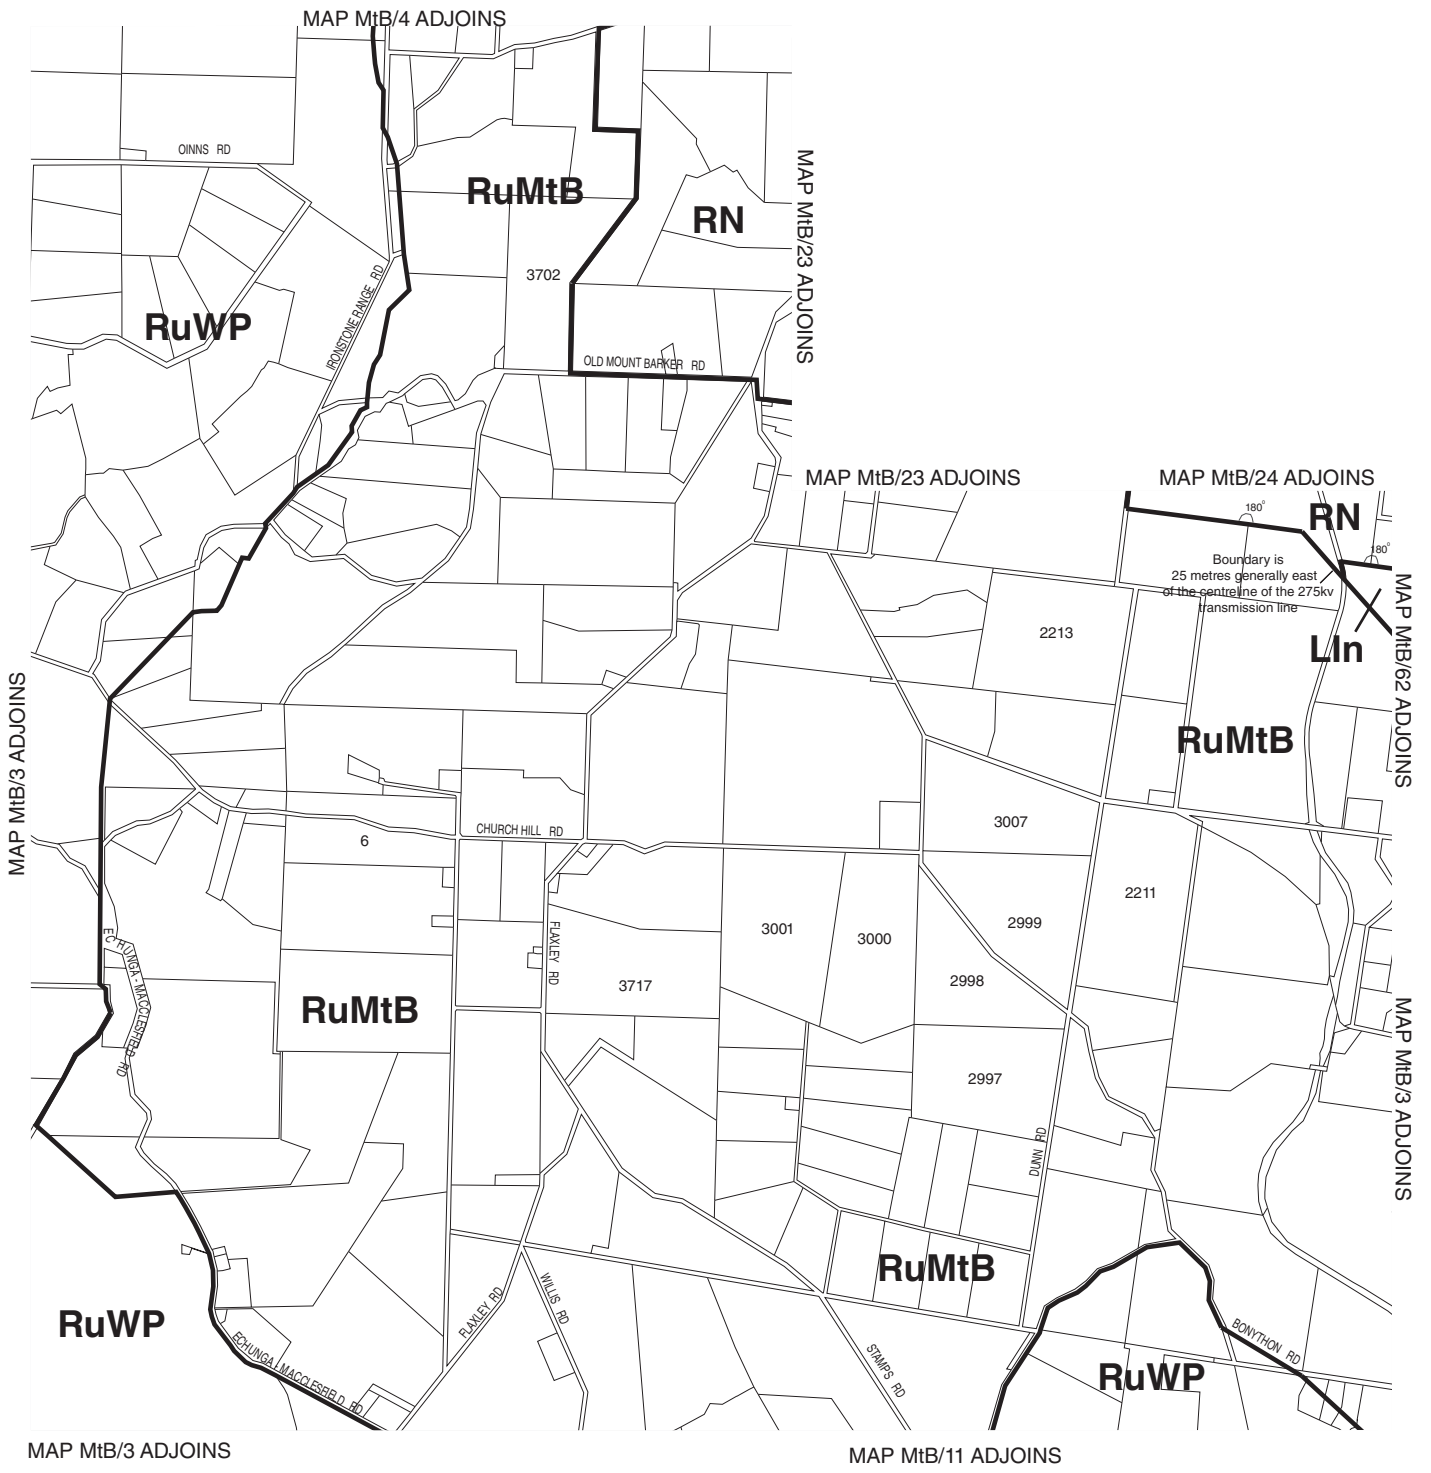 MAP MtB/4 ADJOINS
OINNS RD
RuMtB
RN
MAP MtB/23 ADJOINS
3702
IRONSTONE RANGE RD
RuWP
OLD MOUNT BARKER RD
MAP MtB/23 ADJOINS
MAP MtB/24 ADJOINS
180°
RN
180°
Boundary is
25 metres generally east
of the centreline of the 275kv
transmission line
2213
LIn
MAP MtB/62 ADJOINS
MAP MtB/3 ADJOINS
RuMtB
3007
CHURCH HILL RD
6
2211
3001
3000
2999
ECHUNGA - MACCLESFIELD RD
FLAXLEY RD
3717
2998
RuMtB
MAP MtB/3 ADJOINS
2997
DUNN RD
RuMtB
RuWP
FLAXLEY RD
WILLIS RD
ECHUNGA - MACCLESFIELD RD
STAMPS RD
BONYTHON RD
RuWP
MAP MtB/3 ADJOINS
MAP MtB/11 ADJOINS